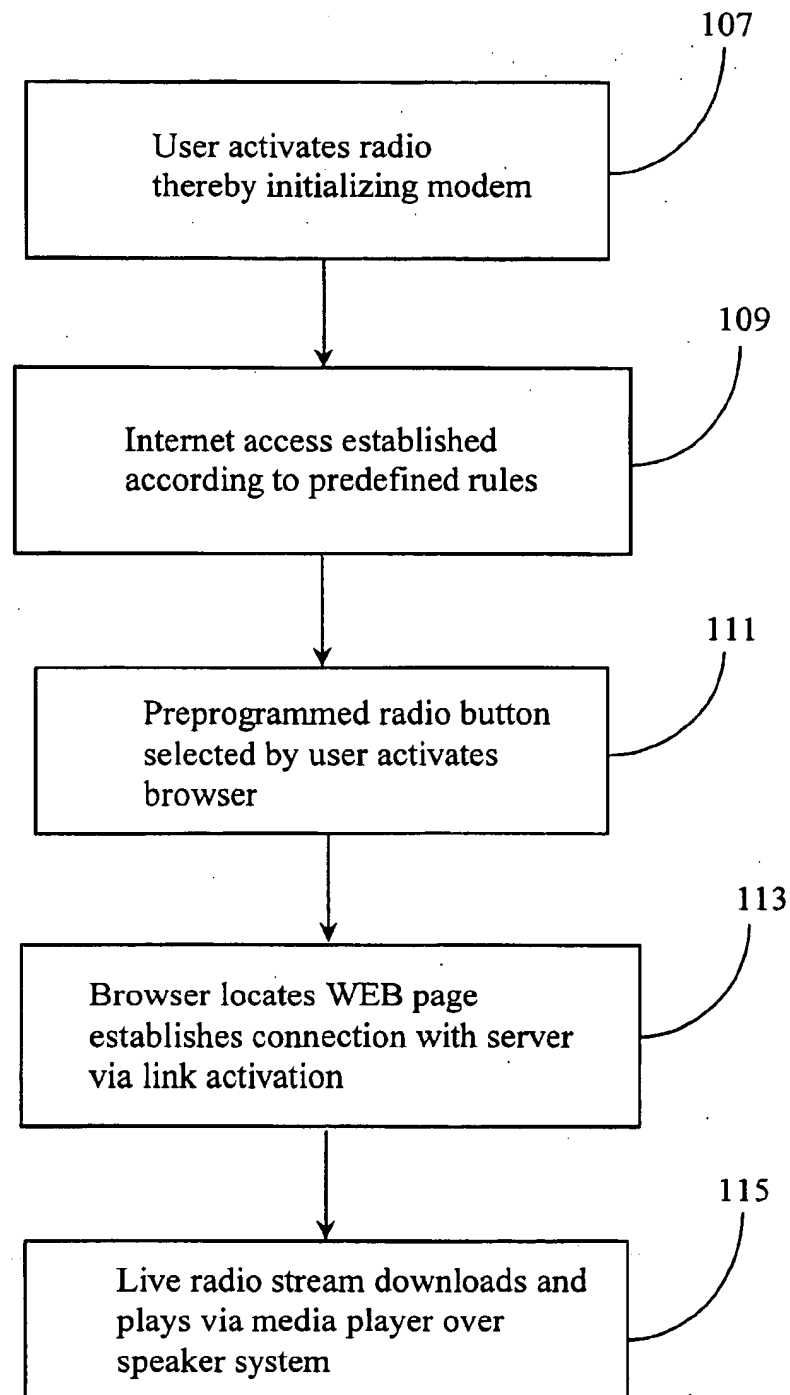 107
User activates radio
thereby initializing modem
109
Internet access established
according to predefined rules
111
Preprogrammed radio button
selected by user activates
browser
113
Browser locates WEB page
establishes connection with server
via link activation
115
Live radio stream downloads and
plays via media player over
speaker system